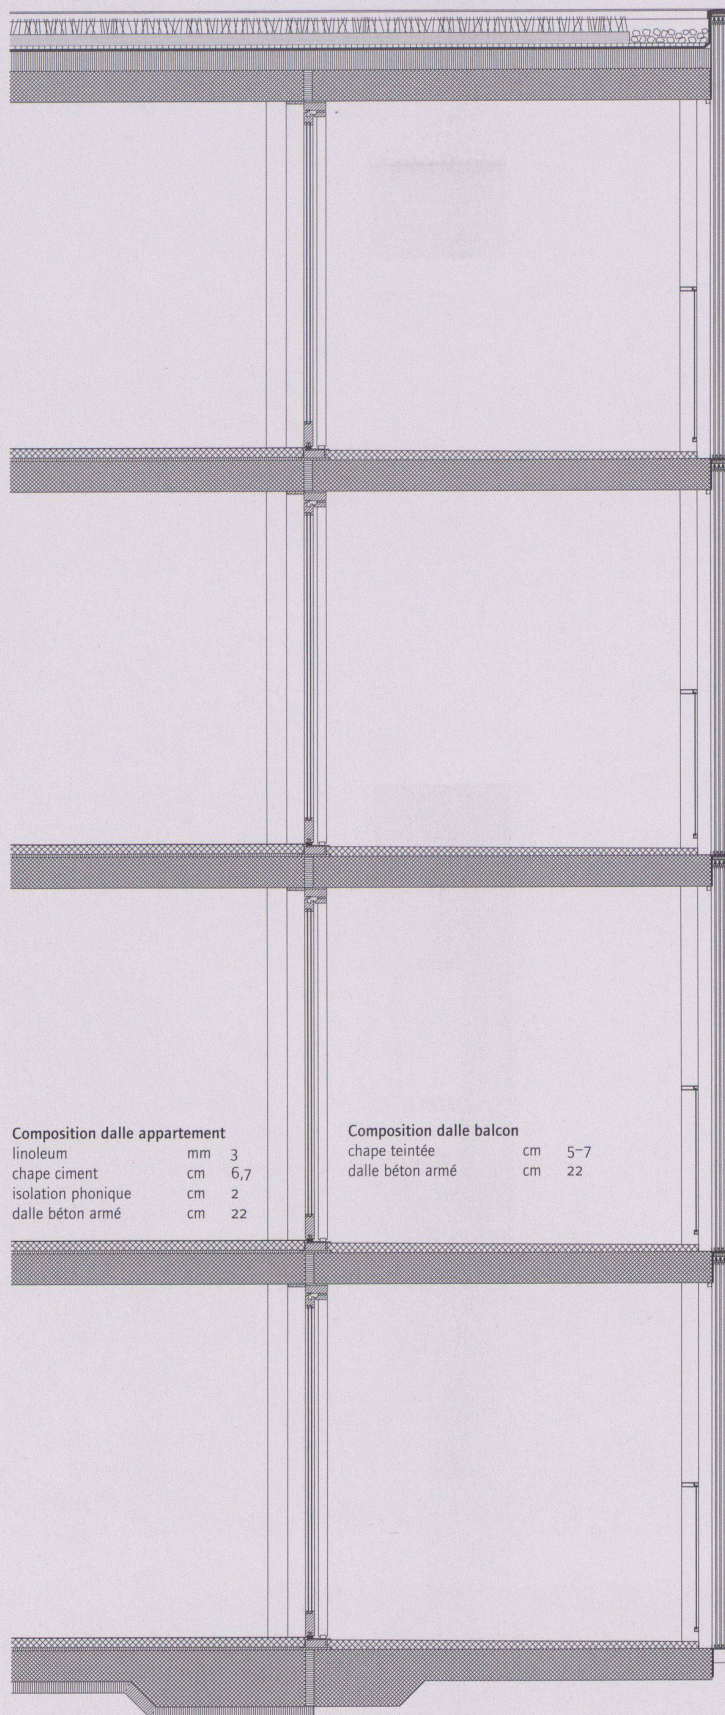 Composition dalle appartement
linoleum mm 3
chape ciment cm 6,7
isolation phonique cm 2
dalle béton armé cm 22
Composition dalle balcon
chape teintée cm 5–7
dalle béton armé cm 22